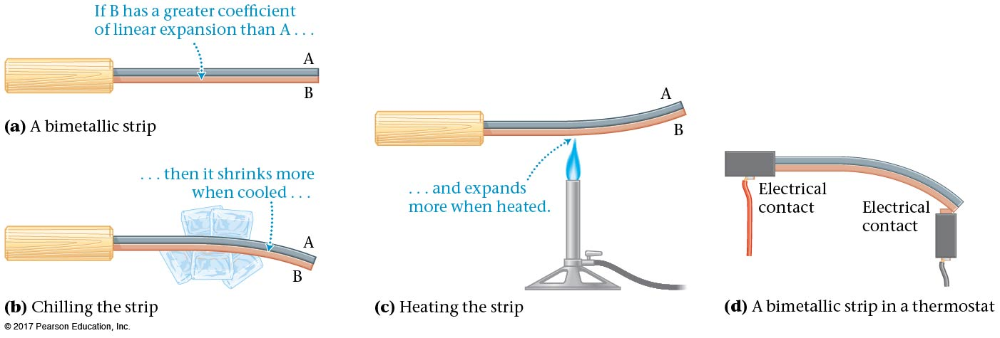 If B has a greater coefficient
of linear expansion than A . . .
A
B
(a) A bimetallic strip
. . . then it shrinks more
when cooled . . .
A
B
(b) Chilling the strip
A
B
. . . and expands
more when heated.
(c) Heating the strip
Electrical
contact
Electrical
contact
(d) A bimetallic strip in a thermostat
© 2017 Pearson Education, Inc.